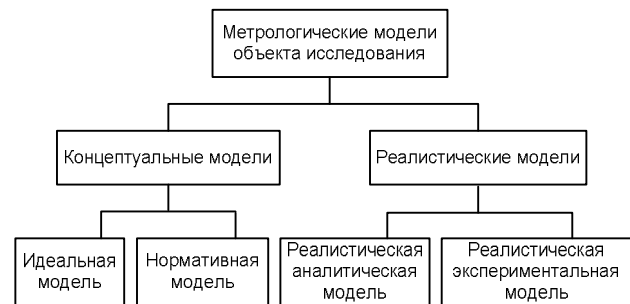 Метрологические модели
объекта исследования
Концептуальные модели
Реалистические модели
Идеальная
модель
Нормативная
модель
Реалистическая
аналитическая
модель
Реалистическая
экспериментальная
модель